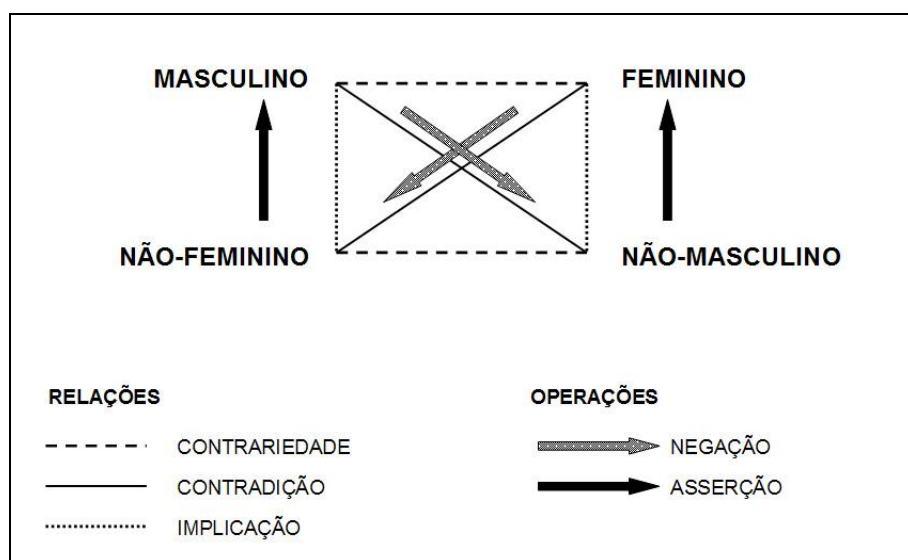 MASCULINO FEMININO
NÃO-FEMININO NÃO-MASCULINO
RELAÇÕES
CONTRARIEDADE
CONTRADIÇÃO
IMPLICAÇÃO
OPERAÇÕES
NEGAÇÃO
ASSERÇÃO